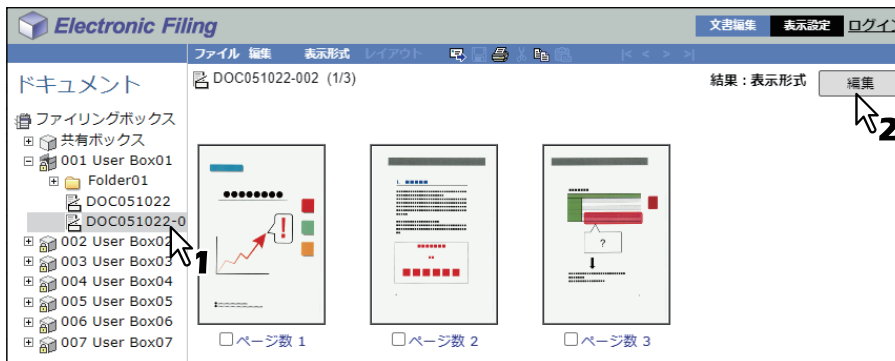 Electronic Filing
文書編集 表示設定 ログイン
ファイル 編集 表示形式 レイアウト |< < > >|
ドキュメント
DOC051022-002 (1/3)
結果：表示形式 編集
2
ファイリングボックス
共有ボックス
001 User Box01
Folder01
DOC051022
DOC051022-0
1
002 User Box02
003 User Box03
004 User Box04
005 User Box05
006 User Box06
007 User Box07
!
?
ページ数 1
ページ数 2
ページ数 3